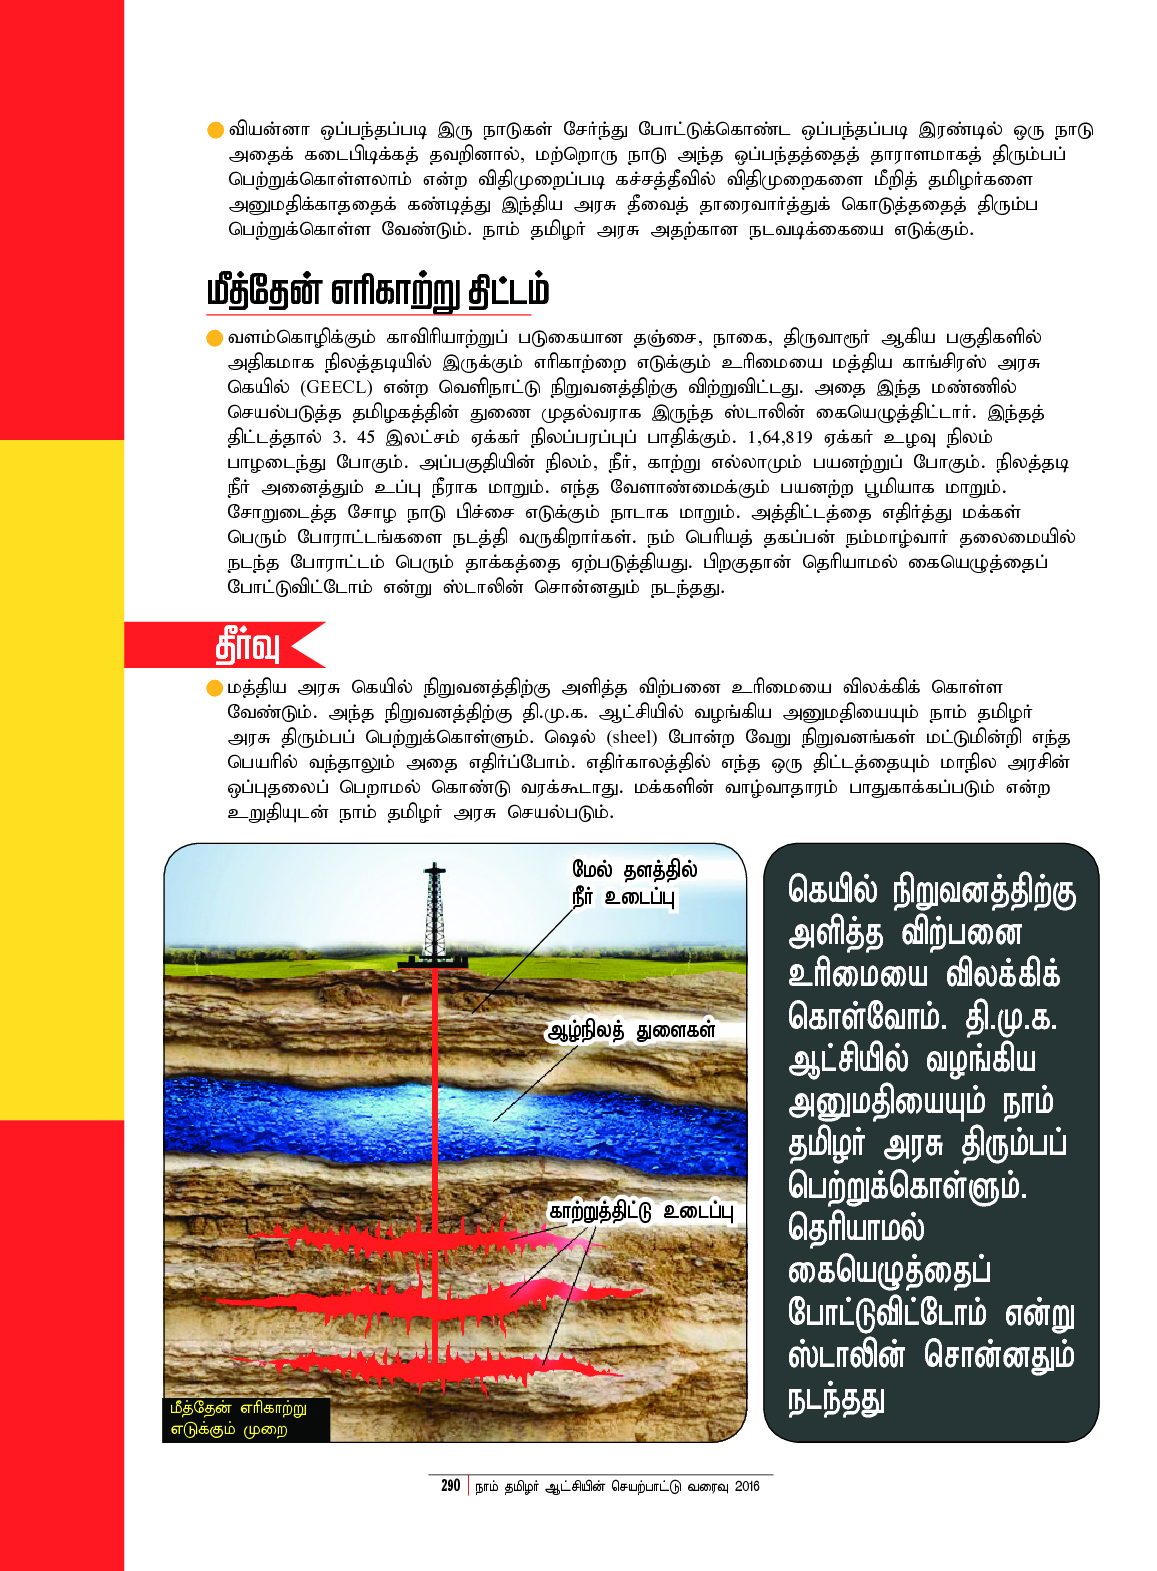 வியன்னா ஒப்பந்தப்படி இரு நாடுகள் சேர்ந்து போட்டுக்கொண்ட ஒப்பந்தப்படி இரண்டில் ஒரு நாடு
அதைக் கடைபிடிக்கத் தவறினால், மற்றொரு நாடு அந்த ஒப்பந்தத்தைத் தாராளமாகத் திரும்பப்
பெற்றுக்கொள்ளலாம் என்ற விதிமுறைப்படி கச்சத்தீவில் விதிமுறைகளை மீறித் தமிழர்களை
அனுமதிக்காததைக் கண்டித்து இந்திய அரசு தீவைத் தாரைவார்த்துக் கொடுத்ததைத் திரும்ப
பெற்றுக்கொள்ள வேண்டும். நாம் தமிழர் அரசு அதற்கான நடவடிக்கையை எடுக்கும்.
மீத்தேன் எரிகாற்று திட்டம்
வளம்கொழிக்கும் காவிரியாற்றுப் படுகையான தஞ்சை, நாகை, திருவாரூர் ஆகிய பகுதிகளில்
அதிகமாக நிலத்தடியில் இருக்கும் எரிகாற்றை எடுக்கும் உரிமையை மத்திய காங்சிரஸ் அரசு
கெயில் (GEECL) என்ற வெளிநாட்டு நிறுவனத்திற்கு விற்றுவிட்டது. அதை இந்த மண்ணில்
செயல்படுத்த தமிழகத்தின் துணை முதல்வராக இருந்த ஸ்டாலின் கையெழுத்திட்டார். இந்தத்
திட்டத்தால் 3. 45 இலட்சம் ஏக்கர் நிலப்பரப்புப் பாதிக்கும். 1,64,819 ஏக்கர் உழவு நிலம்
பாழடைந்து போகும். அப்பகுதியின் நிலம், நீர், காற்று எல்லாமும் பயனற்றுப் போகும். நிலத்தடி
நீர் அனைத்தும் உப்பு நீராக மாறும். எந்த வேளாண்மைக்கும் பயனற்ற பூமியாக மாறும்.
சோறுடைத்த சோழ நாடு பிச்சை எடுக்கும் நாடாக மாறும். அத்திட்டத்தை எதிர்த்து மக்கள்
பெரும் போராட்டங்களை நடத்தி வருகிறார்கள். நம் பெரியத் தகப்பன் நம்மாழ்வார் தலைமையில்
நடந்த போராட்டம் பெரும் தாக்கத்தை ஏற்படுத்தியது. பிறகுதான் தெரியாமல் கையெழுத்தைப்
போட்டுவிட்டோம் என்று ஸ்டாலின் சொன்னதும் நடந்தது.
தீர்வு
மத்திய அரசு கெயில் நிறுவனத்திற்கு அளித்த விற்பனை உரிமையை விலக்கிக் கொள்ள
வேண்டும். அந்த நிறுவனத்திற்கு தி.மு.க. ஆட்சியில் வழங்கிய அனுமதியையும் நாம் தமிழர்
அரசு திரும்பப் பெற்றுக்கொள்ளும். ஷெல் (sheel) போன்ற வேறு நிறுவனங்கள் மட்டுமின்றி எந்த
பெயரில் வந்தாலும் அதை எதிர்ப்போம். எதிர்காலத்தில் எந்த ஒரு திட்டத்தையும் மாநில அரசின்
ஒப்புதலைப் பெறாமல் கொண்டு வரக்கூடாது. மக்களின் வாழ்வாதாரம் பாதுகாக்கப்படும் என்ற
உறுதியுடன் நாம் தமிழர் அரசு செயல்படும்.
மேல் தளத்தில்
நீர் உடைப்பு
ஆழ்நிலத் துளைகள்
காற்றுத்திட்டு உடைப்பு
மீத்தேன் எரிகாற்று
எடுக்கும் முறை
கெயில் நிறுவனத்திற்கு
அளித்த விற்பனை
உரிமையை விலக்கிக்
கொள்வோம். தி.மு.க.
ஆட்சியில் வழங்கிய
அனுமதியையும் நாம்
தமிழர் அரசு திரும்பப்
பெற்றுக்கொள்ளும்.
தெரியாமல்
கையெழுத்தைப்
போட்டுவிட்டோம் என்று
ஸ்டாலின் சொன்னதும்
நடந்தது
290 நாம் தமிழர் ஆட்சியின் செயற்பாட்டு வரைவு 2016